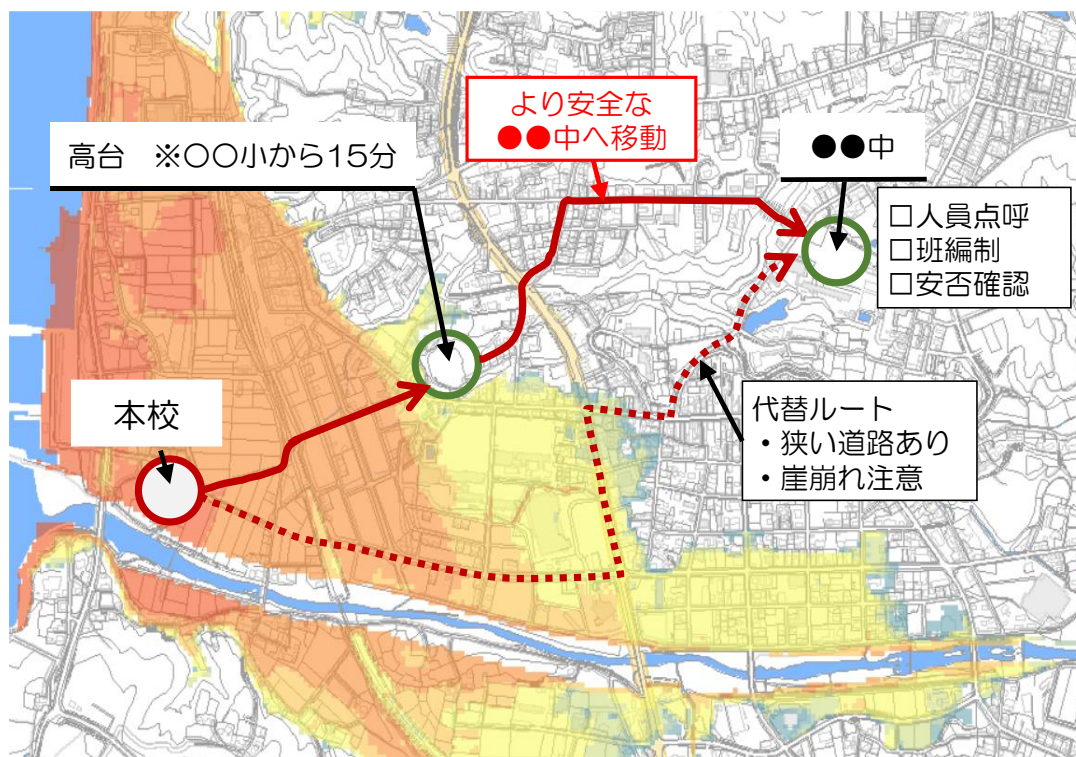 より安全な
●●中へ移動
高台　※〇〇小から15分
●●中
□人員点呼
□班編制
□安否確認
本校
代替ルート
・狭い道路あり
・崖崩れ注意